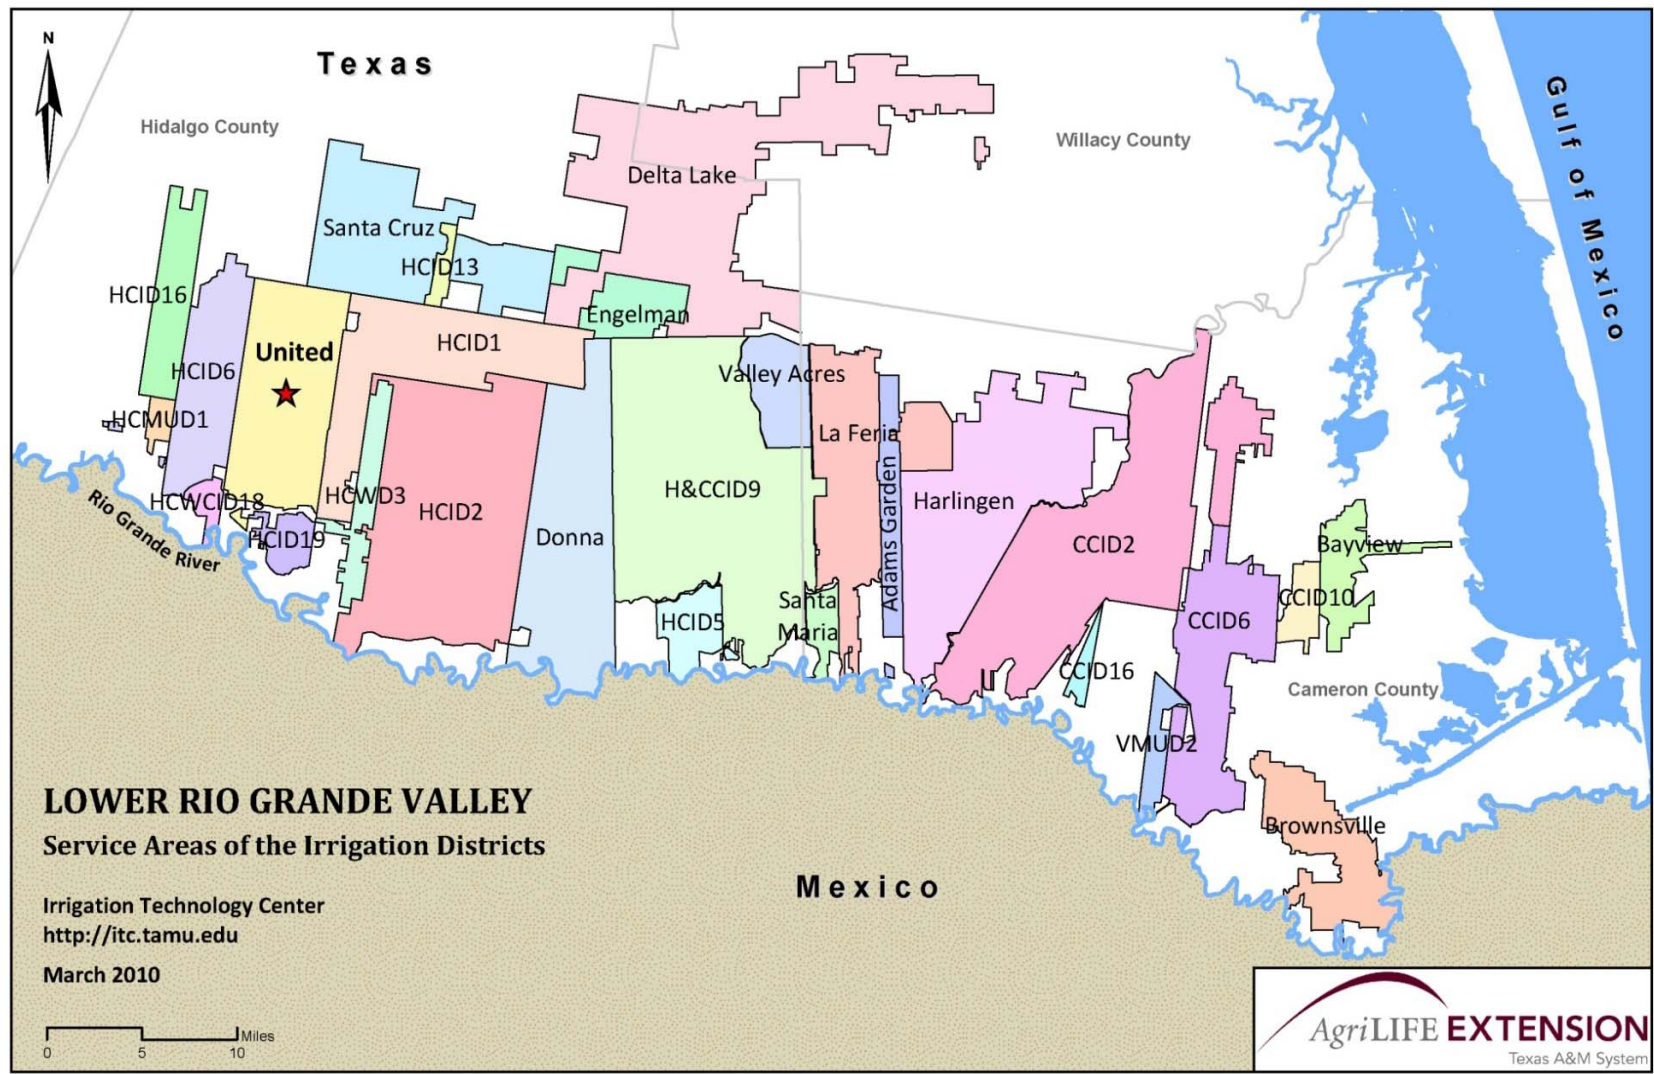 N
Texas
Hidalgo County
Willacy County
Gulf of Mexico
Delta Lake
Santa Cruz
HCID13
HCID16
Engelman
HCID1
United
HCID6
Valley Acres
HCMUD1
La Feria
HCWD3
H&CCID9
Harlingen
HCWCID18
HCID2
Rio Grande River
HCID19
Donna
Adams Garden
CCID2
Bayview
CCID10
Santa
Maria
HCID5
CCID6
CCID16
Cameron County
VMUD2
Brownsville
LOWER RIO GRANDE VALLEY
Service Areas of the Irrigation Districts
Mexico
Irrigation Technology Center
http://itc.tamu.edu
March 2010
Miles
0 5 10
AgriLIFE EXTENSION
Texas A&M System